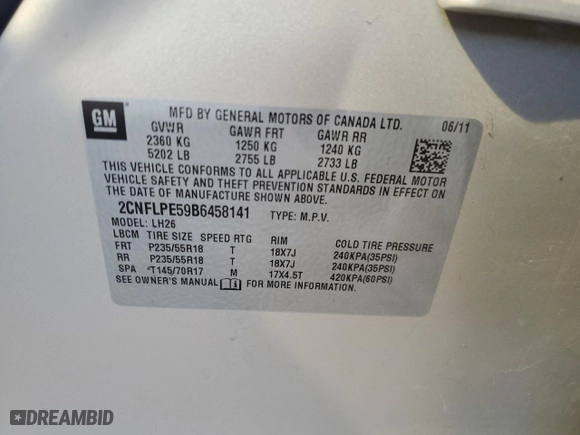 GM
MFD BY GENERAL MOTORS OF CANADA LTD. 06/11
GVWR GAWR FRT GAWR RR
2360 KG 1250 KG 1240 KG
5202 LB 2755 LB 2733 LB
THIS VEHICLE CONFORMS TO ALL APPLICABLE U.S. FEDERAL MOTOR
VEHICLE SAFETY AND THEFT PREVENTION STANDARDS IN EFFECT ON
THE DATE OF MANUFACTURE SHOWN ABOVE.
2CNFLPE59B6458141 TYPE: M.P.V.
MODEL: LH26
LBCM TIRE SIZE SPEED RTG RIM COLD TIRE PRESSURE
FRT P235/55R18 T 18X7J 240KPA(35PSI)
RR P235/55R18 T 18X7J 240KPA(35PSI)
SPA *T145/70R17 M 17X4.5T 420KPA(60PSI)
SEE OWNER'S MANUAL FOR MORE INFORMATION.
DREAMBID